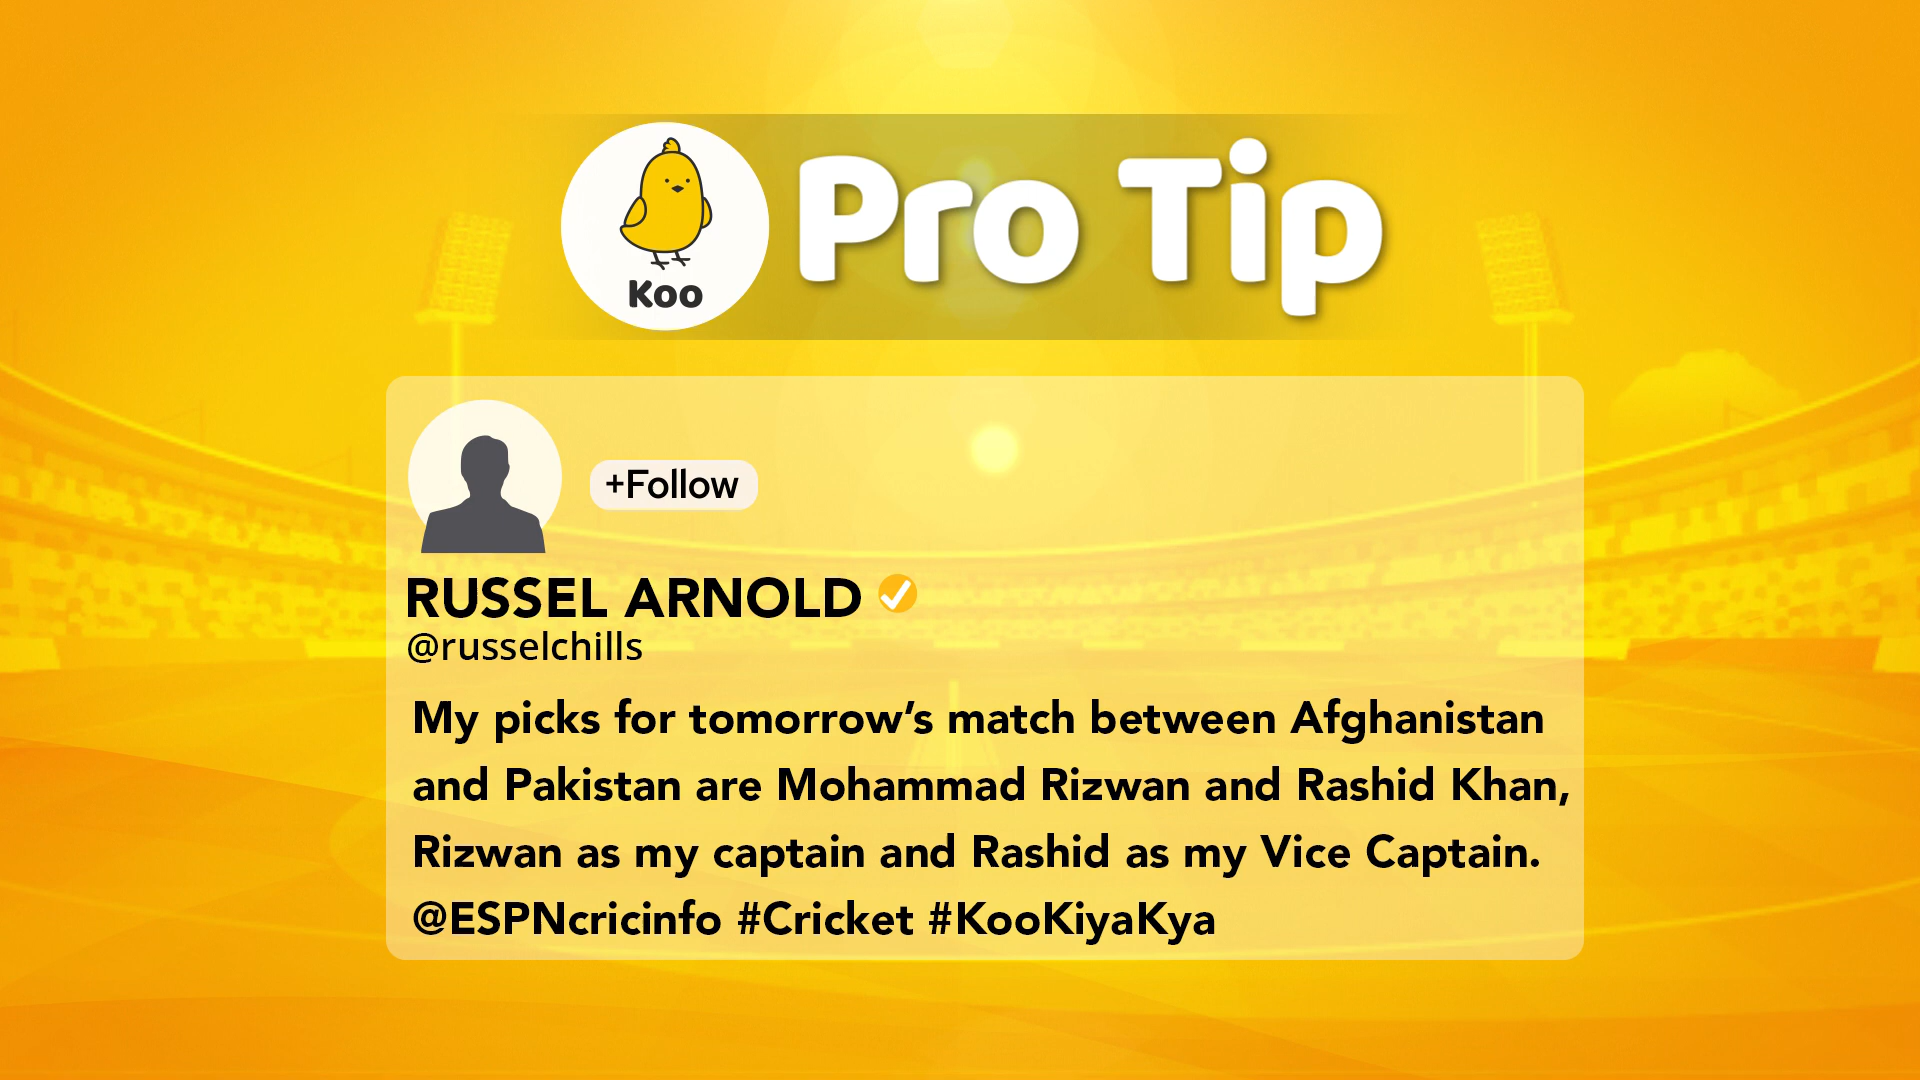 Koo
Pro Tip
+Follow
RUSSEL ARNOLD
@russelchills
My picks for tomorrow’s match between Afghanistan
and Pakistan are Mohammad Rizwan and Rashid Khan,
Rizwan as my captain and Rashid as my Vice Captain.
@ESPNcricinfo #Cricket #KooKiyaKya